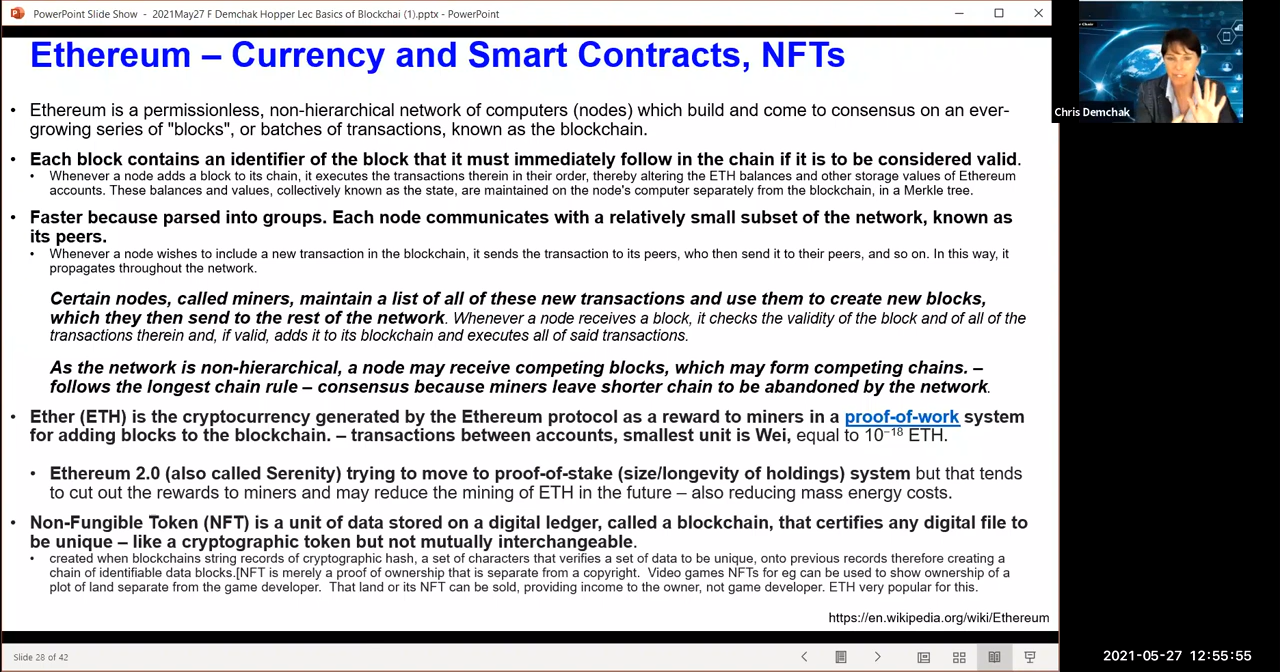 PowerPoint Slide Show - 2021May27 F Demchak Hopper Lec Basics of Blockchai (1).pptx - PowerPoint
Ethereum – Currency and Smart Contracts, NFTs
• Ethereum is a permissionless, non-hierarchical network of computers (nodes) which build and come to consensus on an ever-
growing series of "blocks", or batches of transactions, known as the blockchain.
• Each block contains an identifier of the block that it must immediately follow in the chain if it is to be considered valid.
• Whenever a node adds a block to its chain, it executes the transactions therein in their order, thereby altering the ETH balances and other storage values of Ethereum
accounts. These balances and values, collectively known as the state, are maintained on the node's computer separately from the blockchain, in a Merkle tree.
• Faster because parsed into groups. Each node communicates with a relatively small subset of the network, known as
its peers.
• Whenever a node wishes to include a new transaction in the blockchain, it sends the transaction to its peers, who then send it to their peers, and so on. In this way, it
propagates throughout the network.
Certain nodes, called miners, maintain a list of all of these new transactions and use them to create new blocks,
which they then send to the rest of the network. Whenever a node receives a block, it checks the validity of the block and of all of the
transactions therein and, if valid, adds it to its blockchain and executes all of said transactions.
As the network is non-hierarchical, a node may receive competing blocks, which may form competing chains. –
follows the longest chain rule – consensus because miners leave shorter chain to be abandoned by the network.
• Ether (ETH) is the cryptocurrency generated by the Ethereum protocol as a reward to miners in a proof-of-work system
for adding blocks to the blockchain. – transactions between accounts, smallest unit is Wei, equal to 10⁻¹⁸ ETH.
• Ethereum 2.0 (also called Serenity) trying to move to proof-of-stake (size/longevity of holdings) system but that tends
to cut out the rewards to miners and may reduce the mining of ETH in the future – also reducing mass energy costs.
• Non-Fungible Token (NFT) is a unit of data stored on a digital ledger, called a blockchain, that certifies any digital file to
be unique – like a cryptographic token but not mutually interchangeable.
• created when blockchains string records of cryptographic hash, a set of characters that verifies a set of data to be unique, onto previous records therefore creating a
chain of identifiable data blocks.[NFT is merely a proof of ownership that is separate from a copyright. Video games NFTs for eg can be used to show ownership of a
plot of land separate from the game developer. That land or its NFT can be sold, providing income to the owner, not game developer. ETH very popular for this.
https://en.wikipedia.org/wiki/Ethereum
Slide 28 of 42
Chris Demchak
2021-05-27 12:55:55